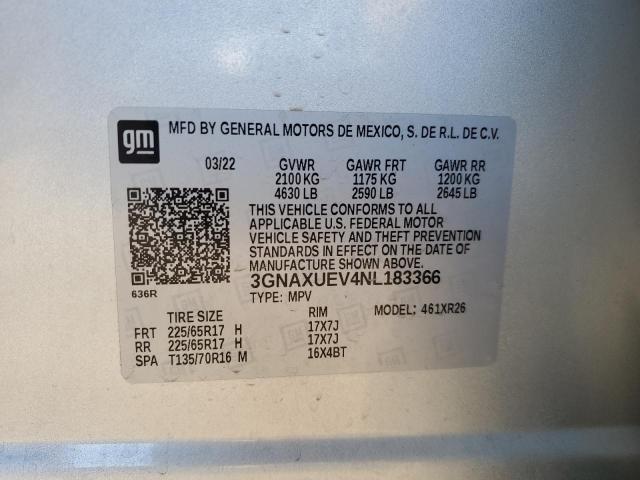 gm MFD BY GENERAL MOTORS DE MEXICO, S. DE R.L. DE C.V.
03/22 GVWR GAWR FRT GAWR RR
2100 KG 1175 KG 1200 KG
4630 LB 2590 LB 2645 LB
THIS VEHICLE CONFORMS TO ALL
APPLICABLE U.S. FEDERAL MOTOR
VEHICLE SAFETY AND THEFT PREVENTION
STANDARDS IN EFFECT ON THE DATE OF
MANUFACTURE SHOWN ABOVE.
3GNAXUEV4NL183366
636R TYPE: MPV
TIRE SIZE RIM MODEL: 461XR26
FRT 225/65R17 H 17X7J
RR 225/65R17 H 17X7J
SPA T135/70R16 M 16X4BT